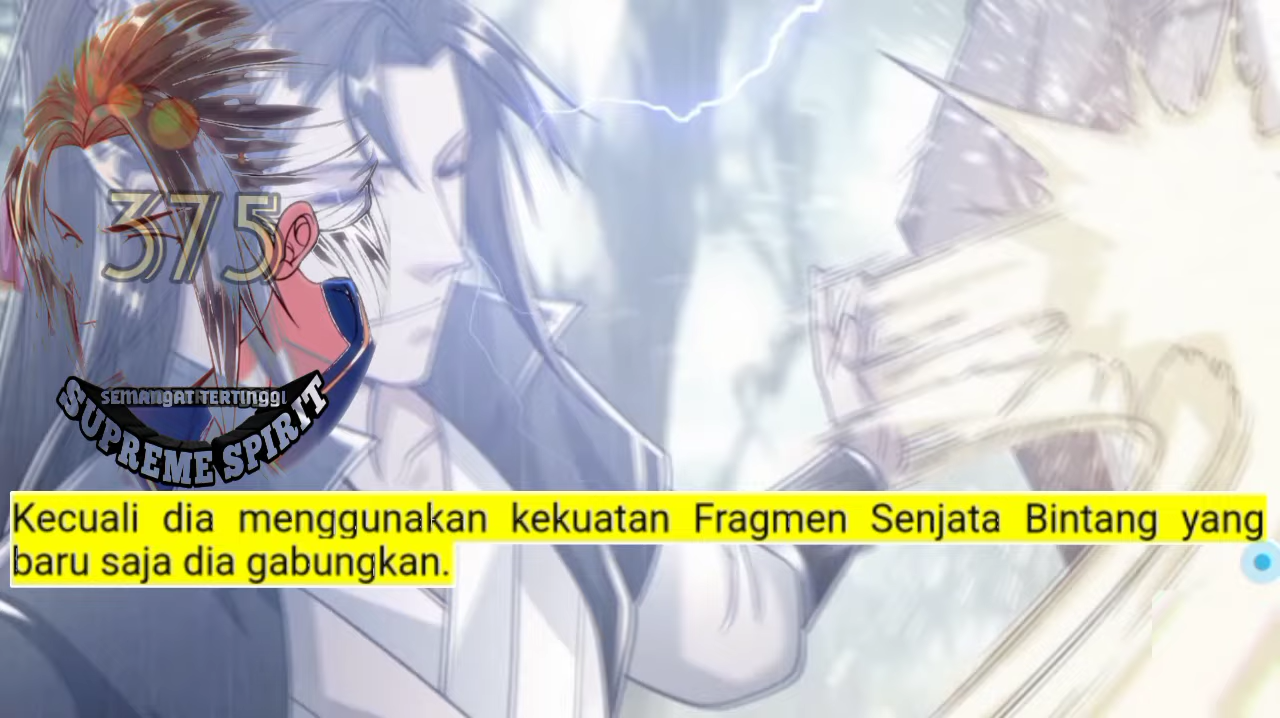 375
SEMANGAT TERTINGGI
SUPREME SPIRIT
Kecuali dia menggunakan kekuatan Fragmen Senjata Bintang yang
baru saja dia gabungkan.